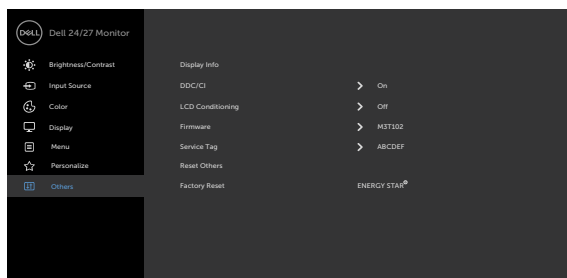 DELL Dell 24/27 Monitor
Brightness/Contrast Display Info
Input Source DDC/CI On
Color LCD Conditioning Off
Display Firmware M3T102
Menu Service Tag ABCDEF
Personalize Reset Others
Others Factory Reset ENERGY STAR®